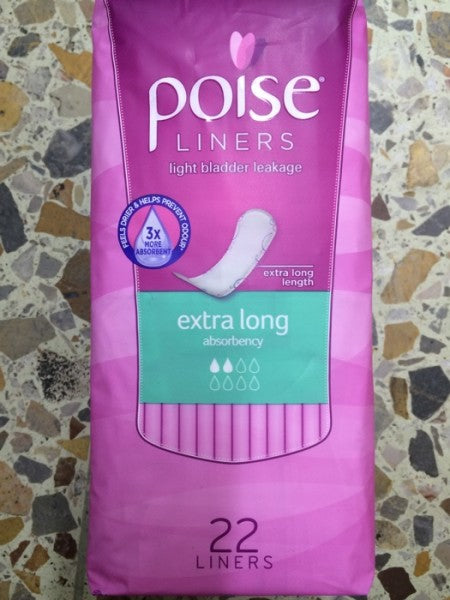 poise®
LINERS
light bladder leakage
FEELS DRIER & HELPS PREVENT ODOUR
3x
MORE
ABSORBENT
extra long
length
extra long
absorbency
22
LINERS